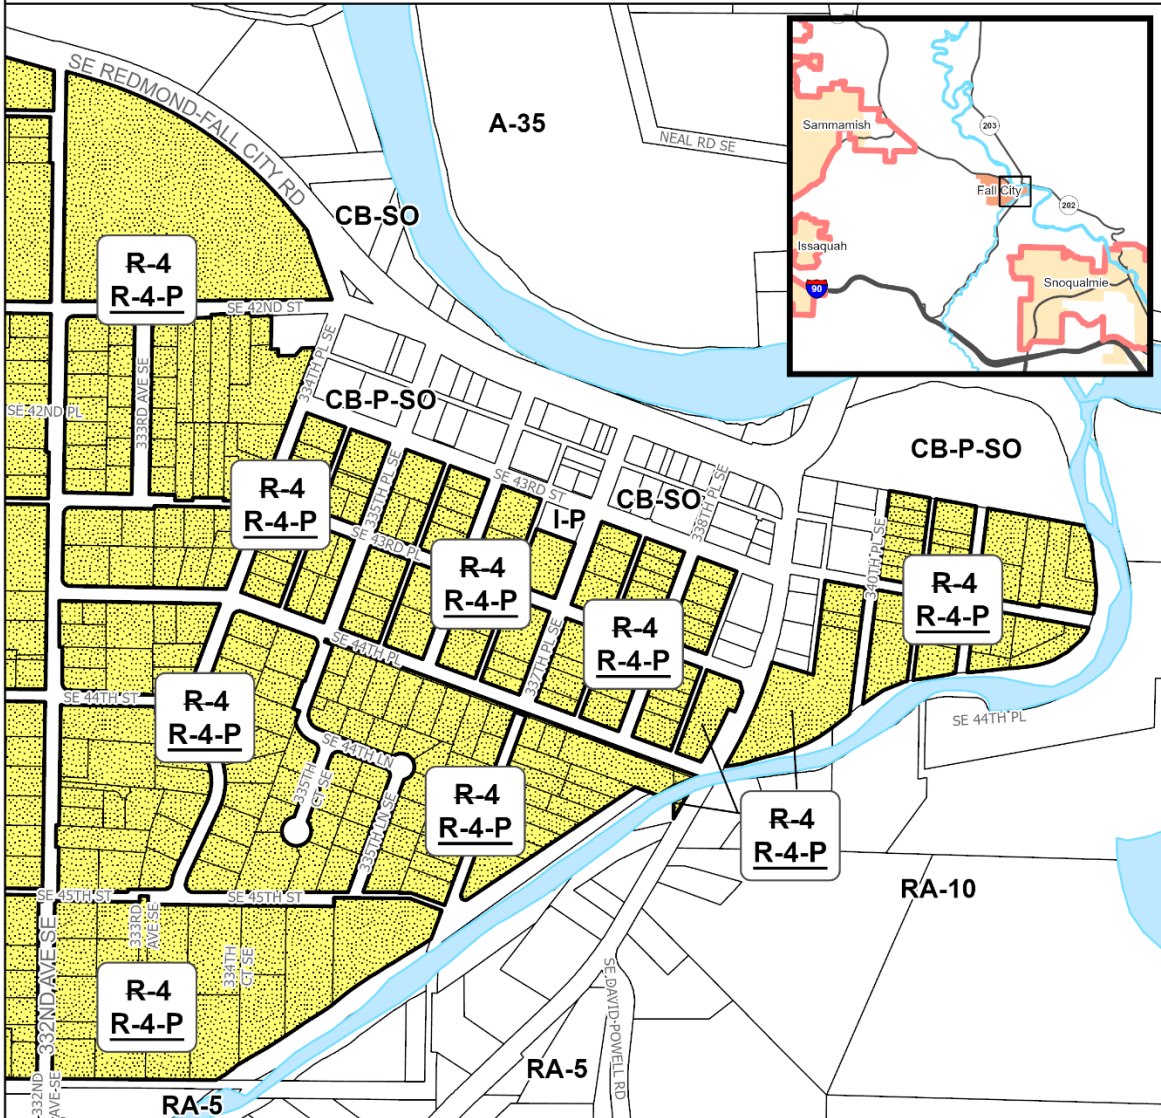 SE REDMOND-FALL CITY RD
A-35
NEAL RD SE
Sammamish
203
Fall City
202
Issaquah
90
Snoqualmie
CB-SO
R-4
R-4-P
SE 42ND ST
334TH PL SE
333RD AVE SE
SE 42ND PL
CB-P-SO
CB-P-SO
R-4
R-4-P
335TH PL SE
SE 43RD ST
I-P
CB-SO
338TH PL SE
SE 43RD PL
R-4
R-4-P
340TH PL SE
R-4
R-4-P
R-4
R-4-P
337TH PL SE
SE 44TH PL
SE 44TH ST
R-4
R-4-P
SE 44TH PL
SE 44TH LN
335TH
CT SE
335TH LN SE
R-4
R-4-P
R-4
R-4-P
SE 45TH ST
SE 45TH ST
RA-10
332ND AVE SE
333RD
AVE SE
334TH
CT SE
R-4
R-4-P
SE DAVID-POWELL RD
RA-5
332ND
AVE SE
RA-5